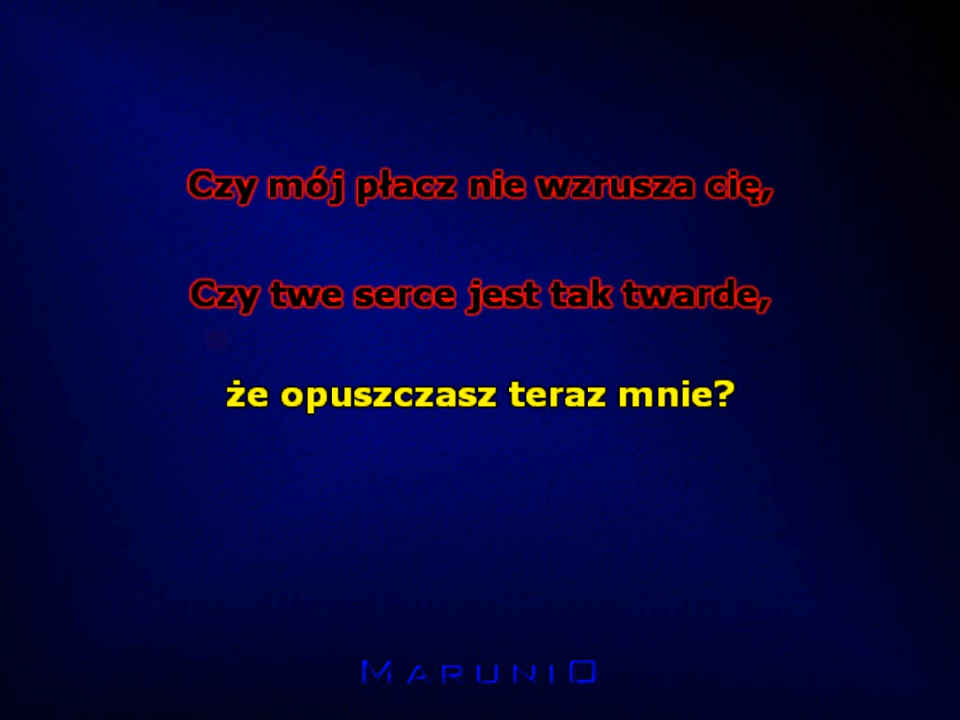 Czy mój płacz nie wzrusza cię,
Czy twe serce jest tak twarde,
że opuszczasz teraz mnie?
MARUNIO